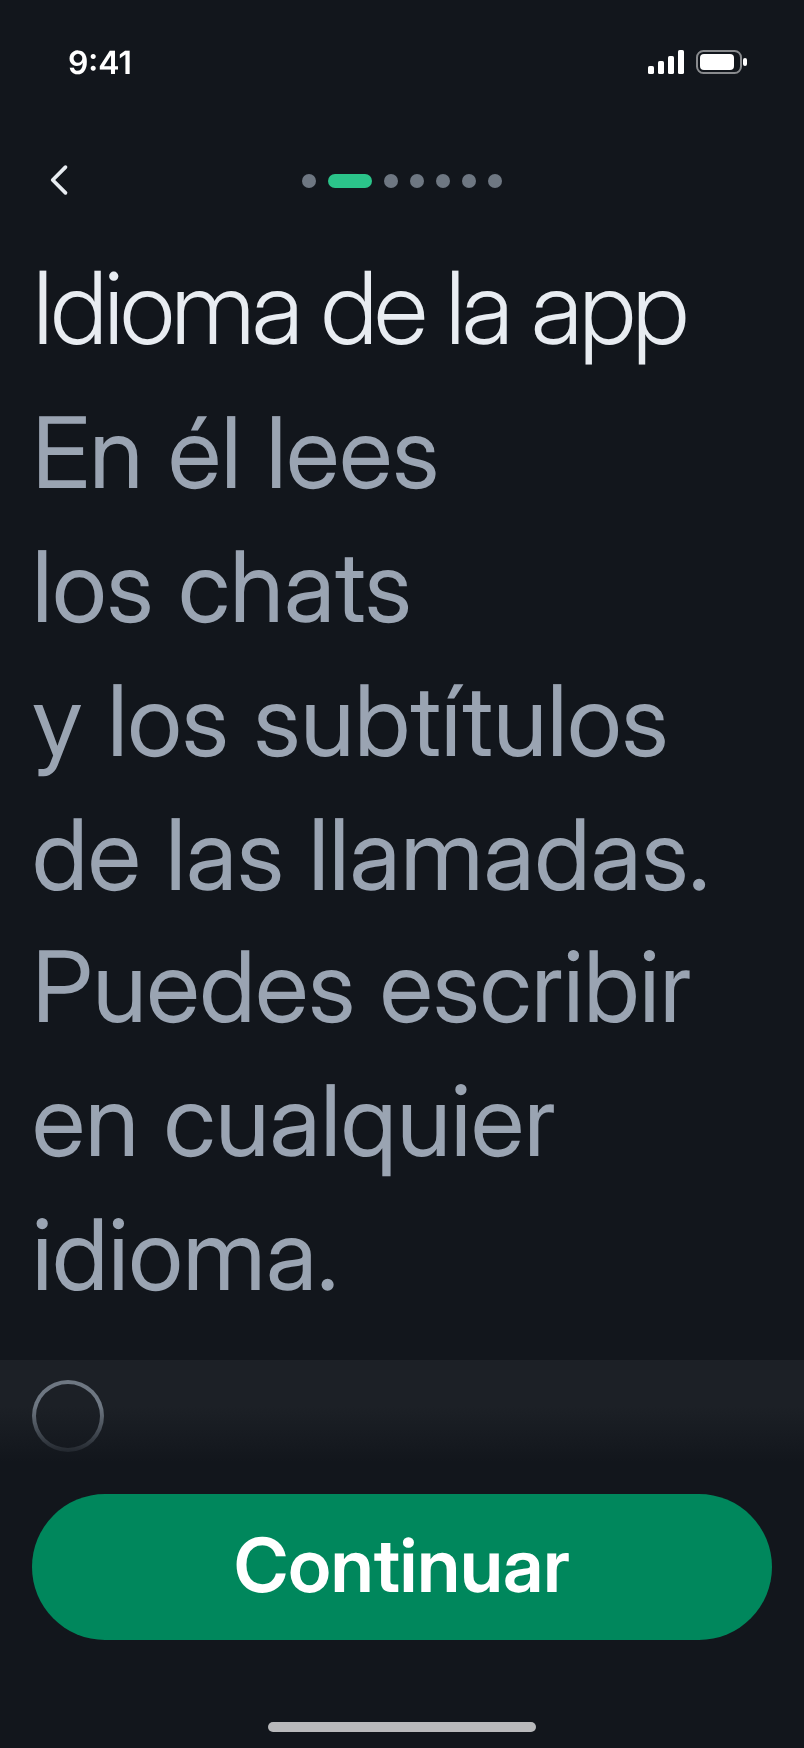 9:41
Idioma de la app
En él lees
los chats
y los subtítulos
de las llamadas.
Puedes escribir
en cualquier
idioma.
Continuar